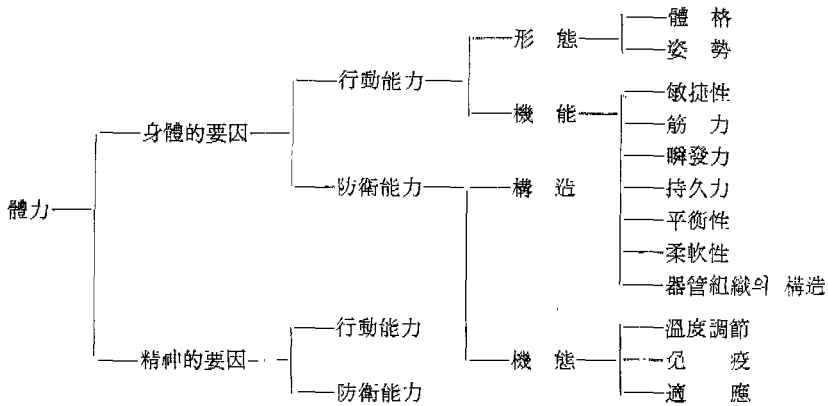 體格
形態
姿勢
行動能力
機能
敏捷性
身體的要因
筋力
瞬發力
體力
防衛能力
構造
持久力
平衡性
柔軟性
器管組織의 構造
行動能力
溫度調節
精神的要因
機態
免疫
防衛能力
適應